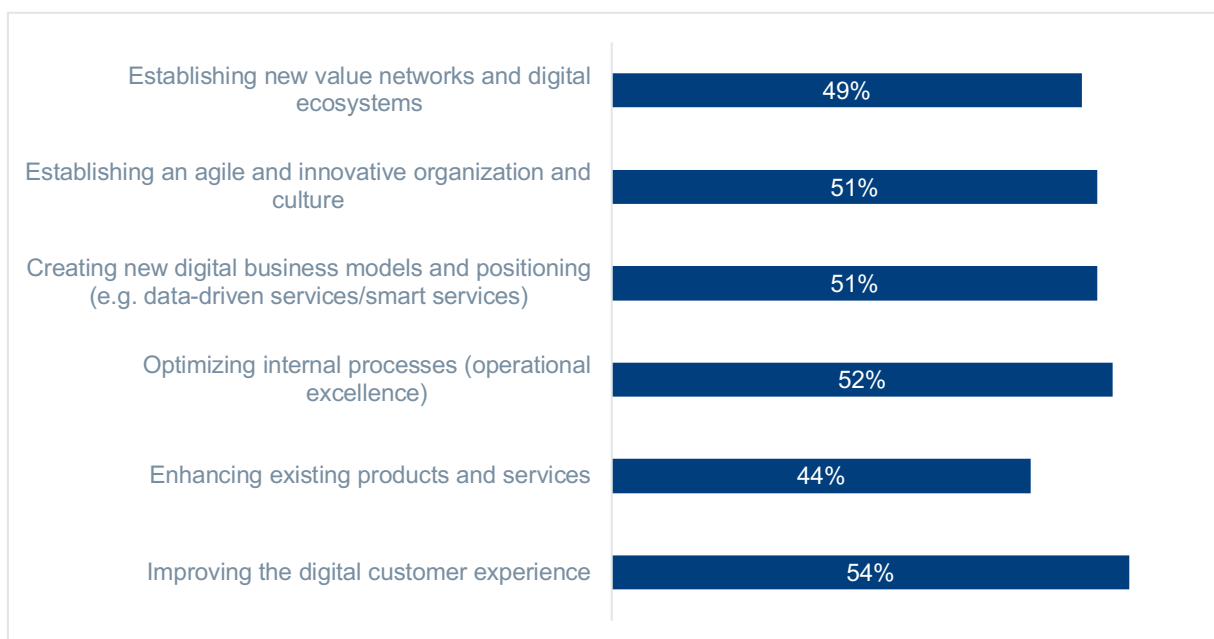 Establishing new value networks and digital
ecosystems
49%
Establishing an agile and innovative organization and
culture
51%
Creating new digital business models and positioning
(e.g. data-driven services/smart services)
51%
Optimizing internal processes (operational
excellence)
52%
Enhancing existing products and services
44%
Improving the digital customer experience
54%